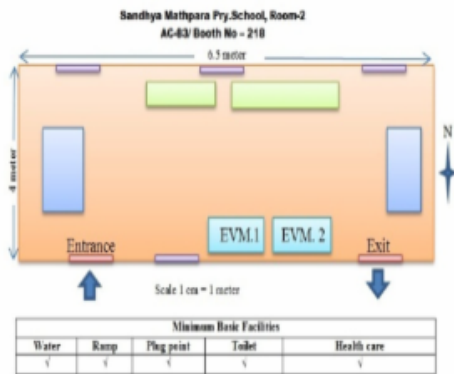 Sandhya Mathpara Pry.School, Room-2
AC-83/ Booth No – 218
6.5 meter
4 meter
N
EVM.1 EVM. 2
Entrance Exit
Scale 1 cm = 1 meter
Minimum Basic Facilities
Water Ramp Plug point Toilet Health care
√ √ √ √ √